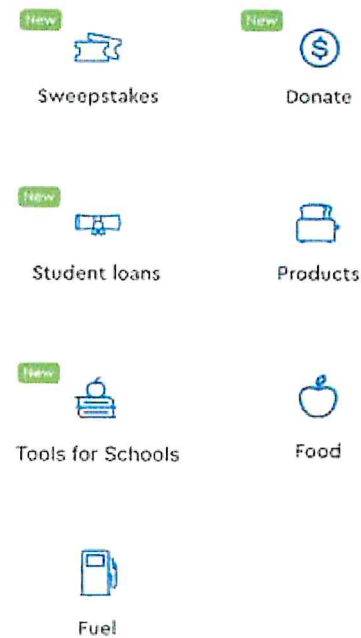 New New
Sweepstakes Donate
New
Student loans Products
New
Tools for Schools Food
Fuel